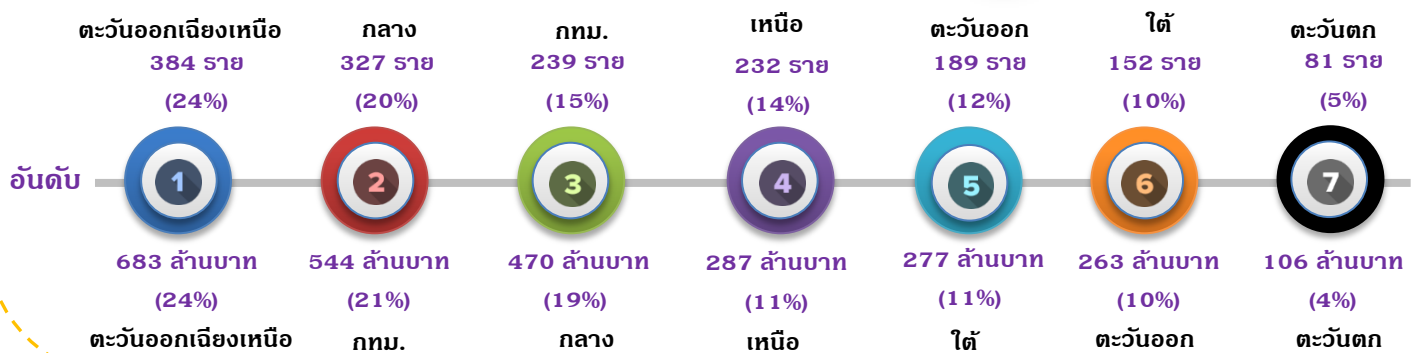 ตะวันออกเฉียงเหนือ กลาง กทม. เหนือ ตะวันออก ใต้ ตะวันตก
384 ราย 327 ราย 239 ราย 232 ราย 189 ราย 152 ราย 81 ราย
(24%) (20%) (15%) (14%) (12%) (10%) (5%)
อันดับ 1 2 3 4 5 6 7
683 ล้านบาท 544 ล้านบาท 470 ล้านบาท 287 ล้านบาท 277 ล้านบาท 263 ล้านบาท 106 ล้านบาท
(24%) (21%) (19%) (11%) (11%) (10%) (4%)
ตะวันออกเฉียงเหนือ กทม. กลาง เหนือ ใต้ ตะวันออก ตะวันตก